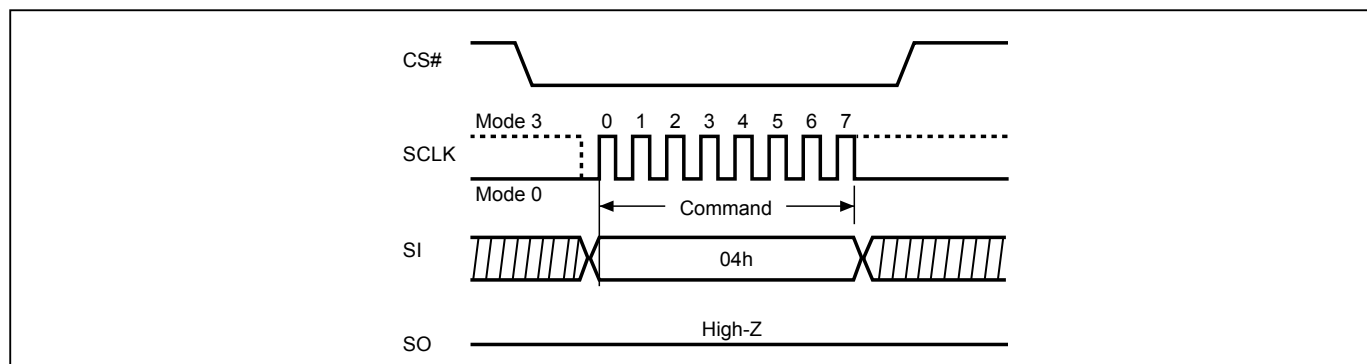 CS#
Mode 3
0 1 2 3 4 5 6 7
SCLK
Mode 0
Command
SI
04h
High-Z
SO